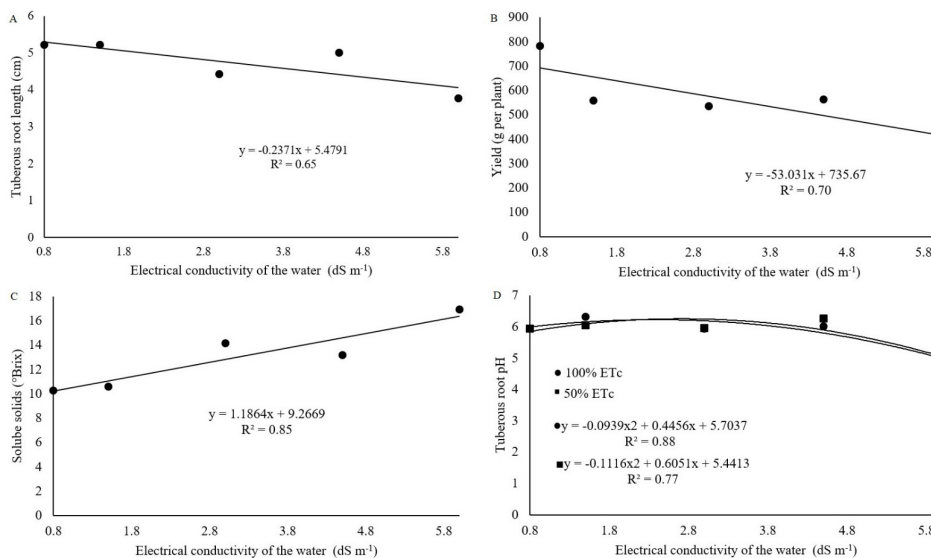 A
Tuberous root length (cm)
6
5
4
3
2
1
0
y = -0.2371x + 5.4791
R² = 0.65
0.8 1.8 2.8 3.8 4.8 5.8
Electrical conductivity of the water (dS m⁻¹)
B
Yield (g per plant)
900
800
700
600
500
400
300
200
100
0
y = -53.031x + 735.67
R² = 0.70
0.8 1.8 2.8 3.8 4.8 5.8
Electrical conductivity of the water (dS m⁻¹)
C
Solube solids (°Brix)
18
16
14
12
10
8
6
4
2
0
y = 1.1864x + 9.2669
R² = 0.85
0.8 1.8 2.8 3.8 4.8 5.8
Electrical conductivity of the water (dS m⁻¹)
D
Tuberous root pH
7
6
5
4
3
2
1
0
100% ETc
50% ETc
y = -0.0939x2 + 0.4456x + 5.7037
R² = 0.88
y = -0.1116x2 + 0.6051x + 5.4413
R² = 0.77
0.8 1.8 2.8 3.8 4.8 5.8
Electrical conductivity of the water (dS m⁻¹)